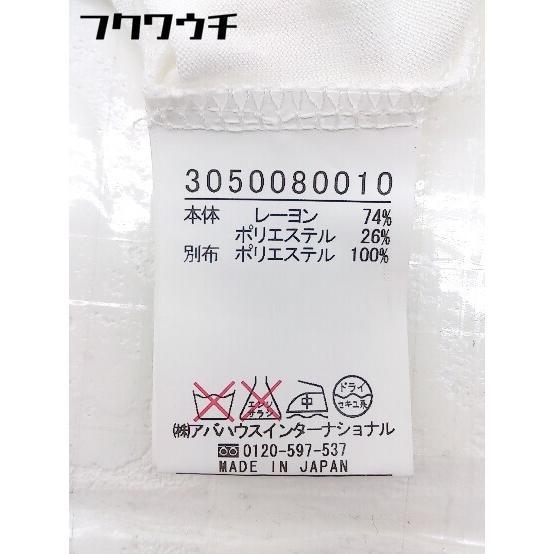 フクワウチ
3050080010
本体 レーヨン 74%
ポリエステル 26%
別布 ポリエステル 100%
エンソ サラシ 中 ドライ セキユ系
㈱アバハウスインターナショナル
0120-597-537
MADE IN JAPAN